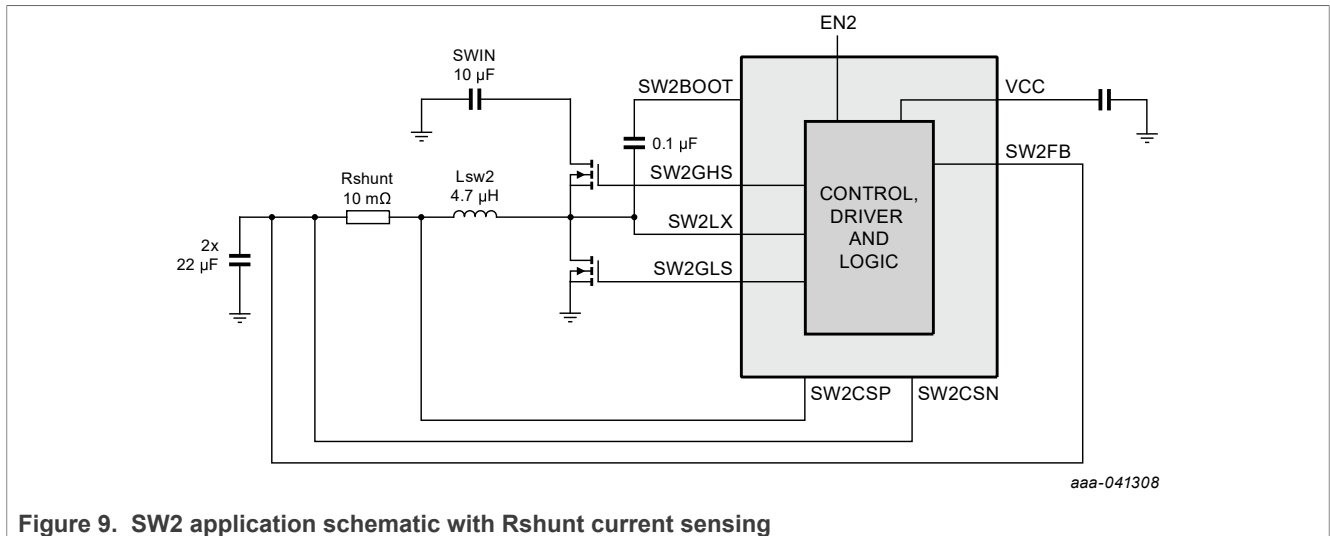 EN2
SWIN
10 µF
SW2BOOT
VCC
0.1 µF
SW2FB
SW2GHS
Rshunt
10 mΩ
Lsw2
4.7 µH
CONTROL,
DRIVER
AND
LOGIC
SW2LX
2x
22 µF
SW2GLS
SW2CSP
SW2CSN
aaa-041308
Figure 9. SW2 application schematic with Rshunt current sensing